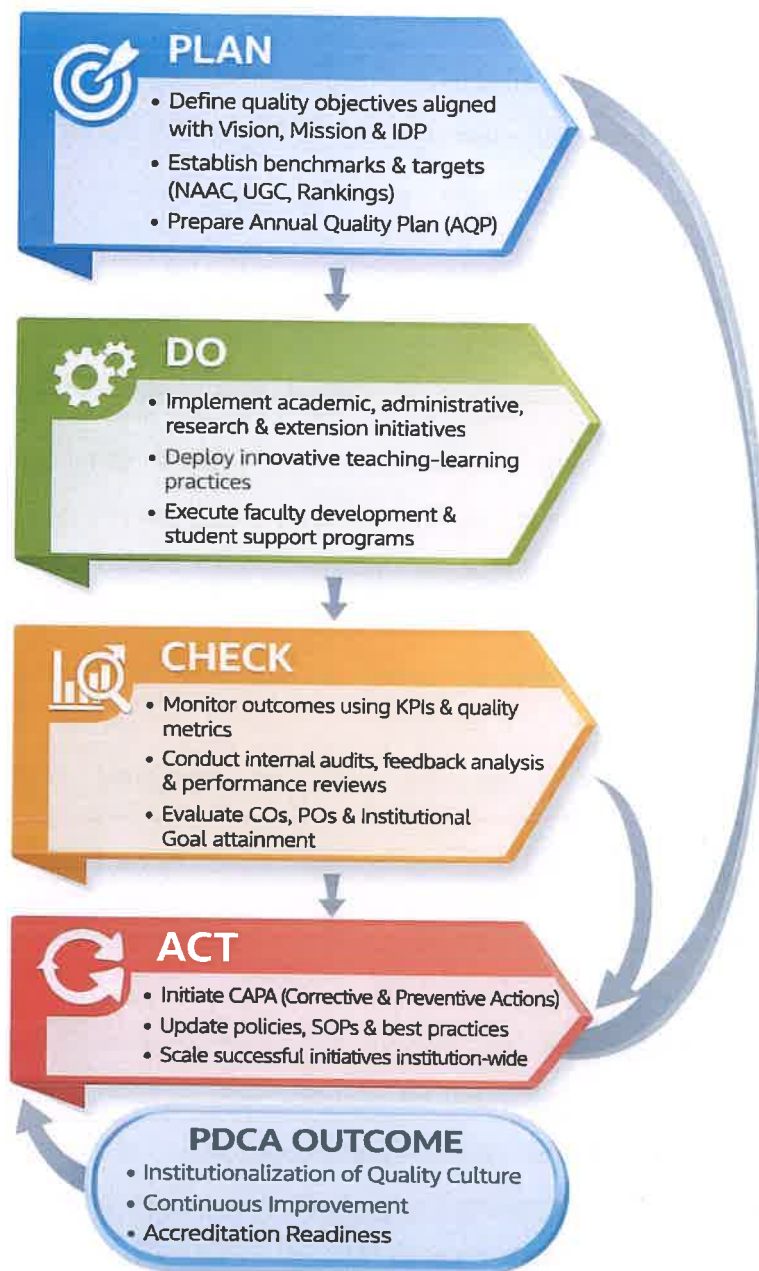 PLAN
• Define quality objectives aligned
with Vision, Mission & IDP
• Establish benchmarks & targets
(NAAC, UGC, Rankings)
• Prepare Annual Quality Plan (AQP)
DO
• Implement academic, administrative,
research & extension initiatives
• Deploy innovative teaching-learning
practices
• Execute faculty development &
student support programs
CHECK
• Monitor outcomes using KPIs & quality
metrics
• Conduct internal audits, feedback analysis
& performance reviews
• Evaluate COs, POs & Institutional
Goal attainment
ACT
• Initiate CAPA (Corrective & Preventive Actions)
• Update policies, SOPs & best practices
• Scale successful initiatives institution-wide
PDCA OUTCOME
• Institutionalization of Quality Culture
• Continuous Improvement
• Accreditation Readiness